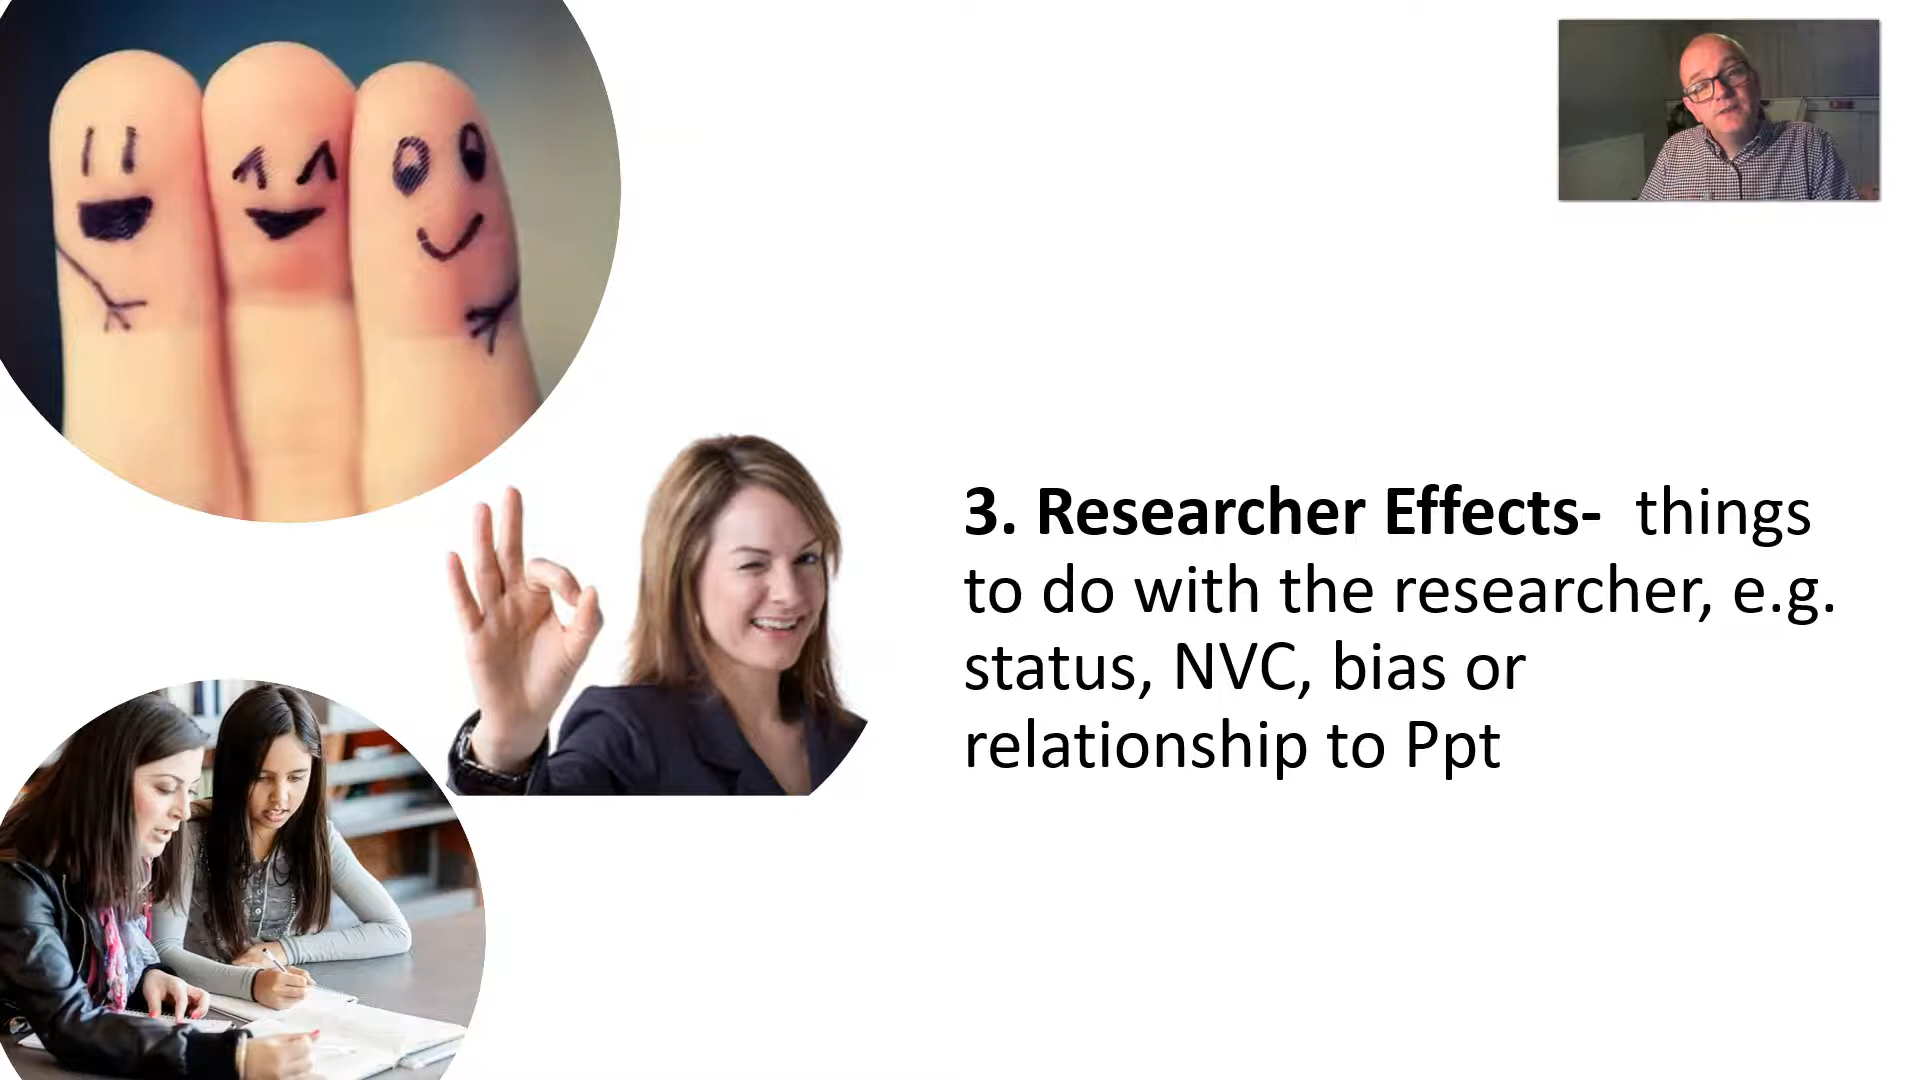 3. Researcher Effects-  things
to do with the researcher, e.g.
status, NVC, bias or
relationship to Ppt